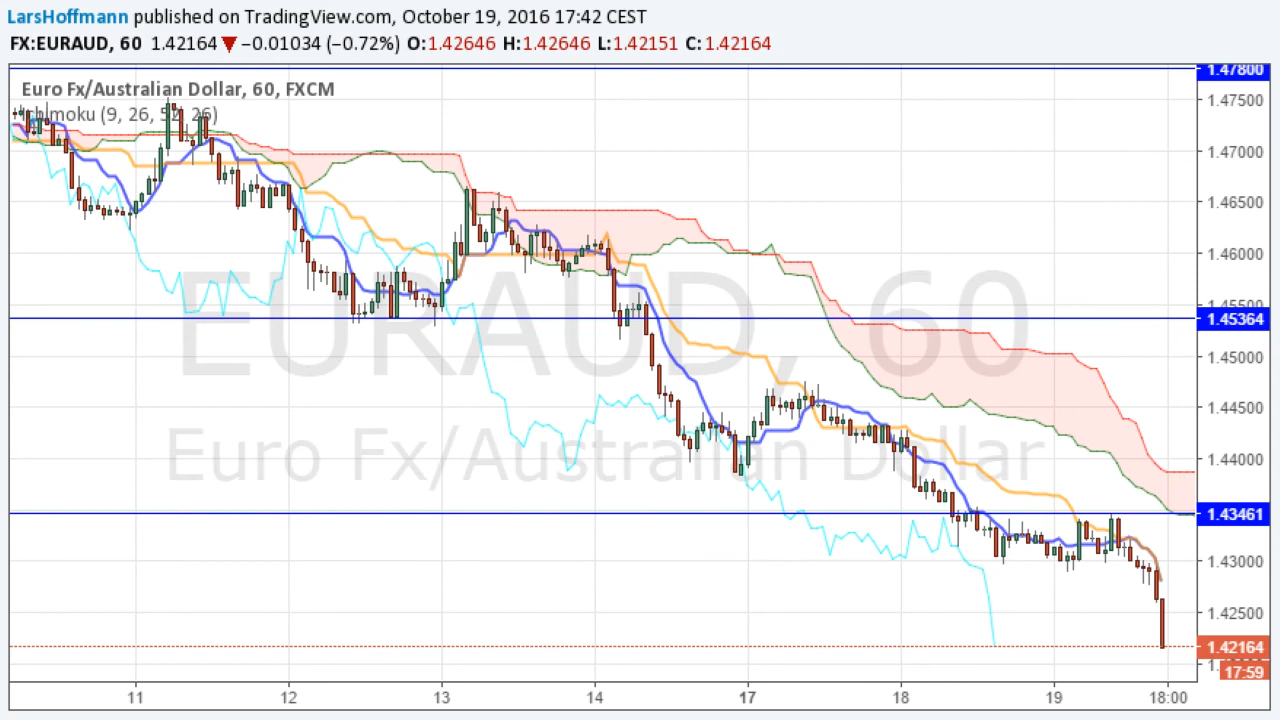 LarsHoffmann published on TradingView.com, October 19, 2016 17:42 CEST
FX:EURAUD, 60 1.42164 ▼ −0.01034 (−0.72%) O:1.42646 H:1.42646 L:1.42151 C:1.42164
1.47800
Euro Fx/Australian Dollar, 60, FXCM
Ichimoku (9, 26, 52, 26)
1.47500
1.47000
1.46500
1.46000
1.45500
1.45364
1.45000
1.44500
1.44000
1.43461
1.43000
1.42500
1.42164
17:59
EURAUD, 60
Euro Fx/Australian Dollar
11 12 13 14 17 18 19 18:00